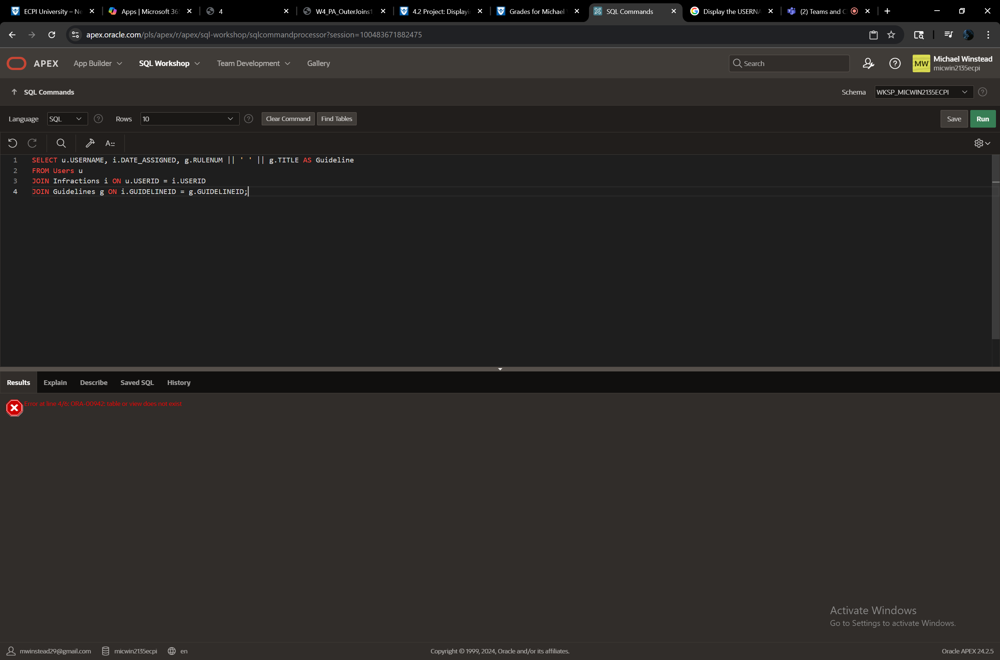 ECPI University – Ne
Apps | Microsoft 365
4
W4_PA_OuterJoins1
4.2 Project: Displayin
Grades for Michael
SQL Commands
Display the USERNA
(2) Teams and C
apex.oracle.com/pls/apex/r/apex/sql-workshop/sqlcommandprocessor?session=100483671882475
APEX
App Builder
SQL Workshop
Team Development
Gallery
Search
MW
Michael Winstead
micwin2135ecpi
SQL Commands
Schema
WKSP_MICWIN2135ECPI
Language
SQL
Rows
10
Clear Command
Find Tables
Save
Run
A
1 SELECT u.USERNAME, i.DATE_ASSIGNED, g.RULENUM || ' ' || g.TITLE AS Guideline
2 FROM Users u
3 JOIN Infractions i ON u.USERID = i.USERID
4 JOIN Guidelines g ON i.GUIDELINEID = g.GUIDELINEID;
Results
Explain
Describe
Saved SQL
History
Error at line 4/6: ORA-00942: table or view does not exist
Activate Windows
Go to Settings to activate Windows.
mwinstead29@gmail.com
micwin2135ecpi
en
Copyright © 1999, 2024, Oracle and/or its affiliates.
Oracle APEX 24.2.5